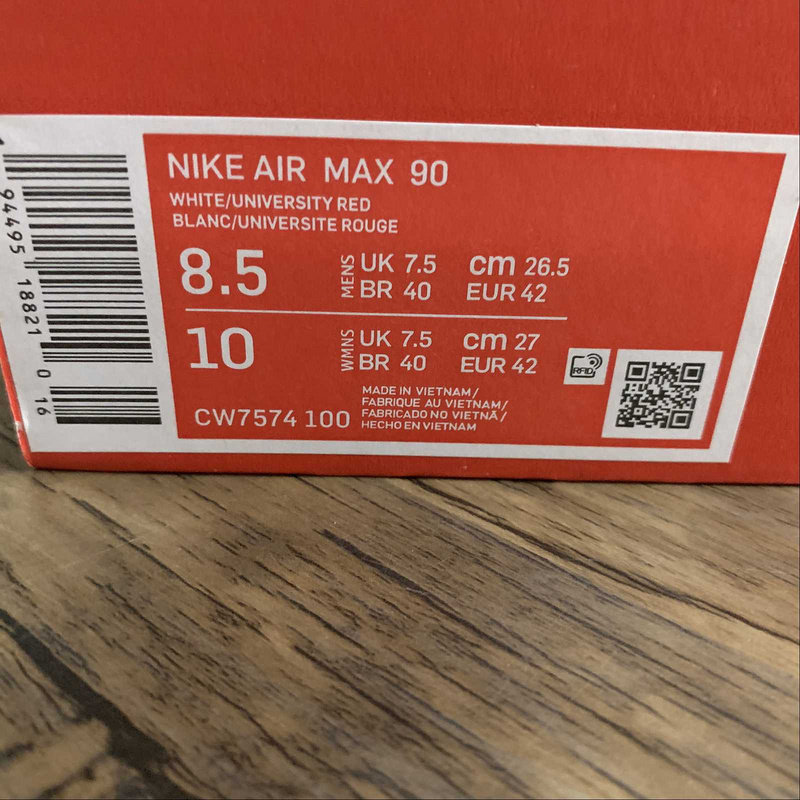 NIKE AIR MAX 90
WHITE/UNIVERSITY RED
BLANC/UNIVERSITE ROUGE
8.5 MENS UK 7.5 cm 26.5
BR 40 EUR 42
10 WMNS UK 7.5 cm 27
BR 40 EUR 42
RFID
MADE IN VIETNAM/
FABRIQUE AU VIETNAM/
FABRICADO NO VIETNÃ/
HECHO EN VIETNAM
CW7574 100
1 94495 18821 0 16